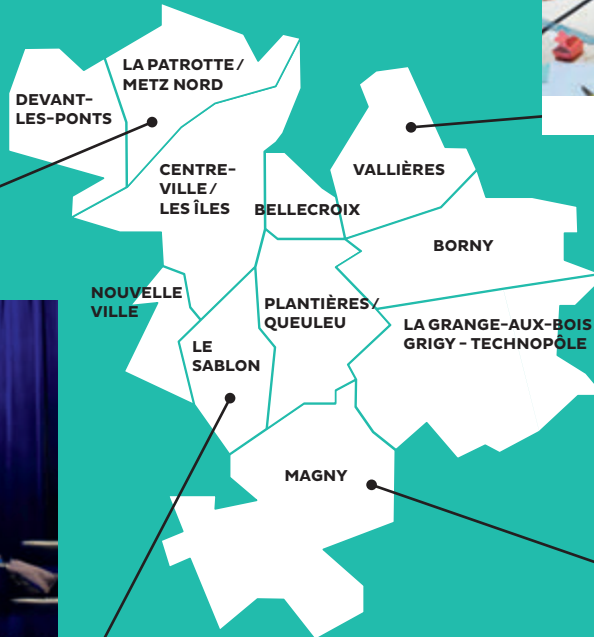 LA PATROTTE /
METZ NORD
DEVANT-
LES-PONTS
CENTRE-
VILLE /
LES ÎLES
BELLECROIX
VALLIÈRES
BORNY
NOUVELLE
VILLE
PLANTIÈRES /
QUEULEU
LA GRANGE-AUX-BOIS
GRIGY - TECHNOPÔLE
LE
SABLON
MAGNY